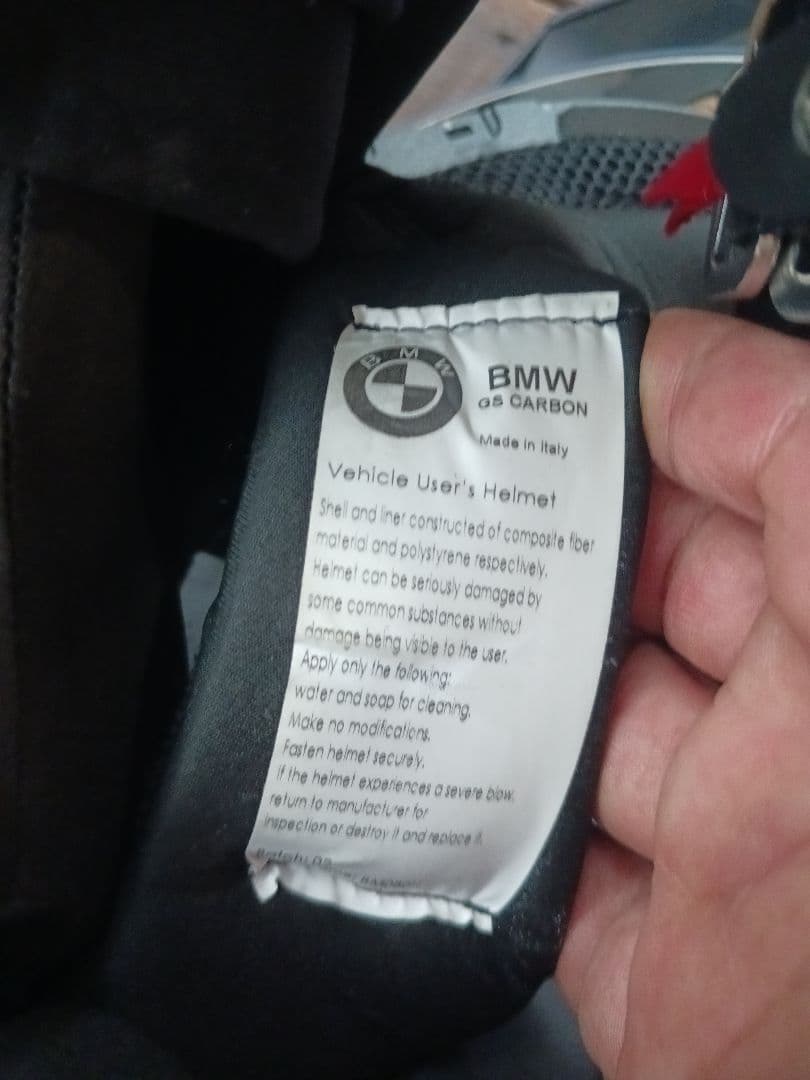 BMW
BMW
GS CARBON
Made in Italy
Vehicle User's Helmet
Shell and liner constructed of composite fiber
material and polystyrene respectively.
Helmet can be seriously damaged by
some common substances without
damage being visible to the user.
Apply only the following:
water and soap for cleaning.
Make no modifications.
Fasten helmet securely.
If the helmet experiences a severe blow,
return to manufacturer for
inspection or destroy it and replace it.